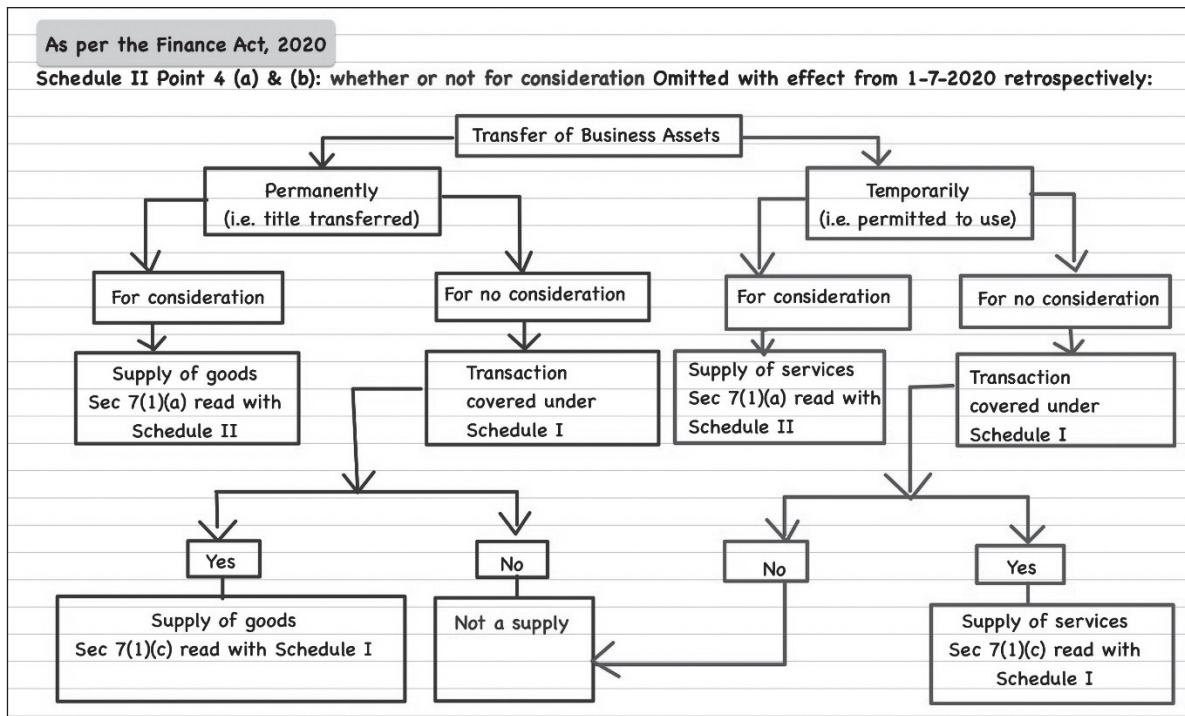 As per the Finance Act, 2020
Schedule II Point 4 (a) & (b): whether or not for consideration Omitted with effect from 1-7-2020 retrospectively:
Transfer of Business Assets
Permanently
(i.e. title transferred)
Temporarily
(i.e. permitted to use)
For consideration
For no consideration
For consideration
For no consideration
Supply of goods
Sec 7(1)(a) read with
Schedule II
Transaction
covered under
Schedule I
Supply of services
Sec 7(1)(a) read with
Schedule II
Transaction
covered under
Schedule I
Yes
No
No
Yes
Supply of goods
Sec 7(1)(c) read with Schedule I
Not a supply
Supply of services
Sec 7(1)(c) read with
Schedule I